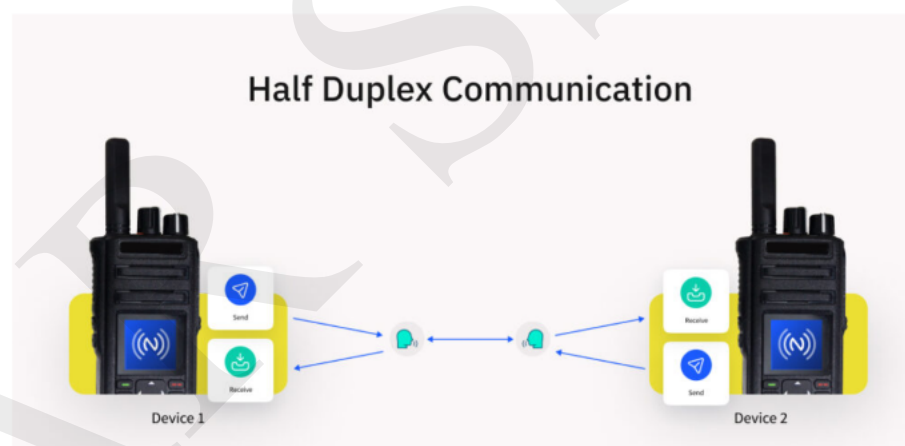 Half Duplex Communication
Send
Receive
Receive
Send
(((N)))
(((N)))
Device 1
Device 2